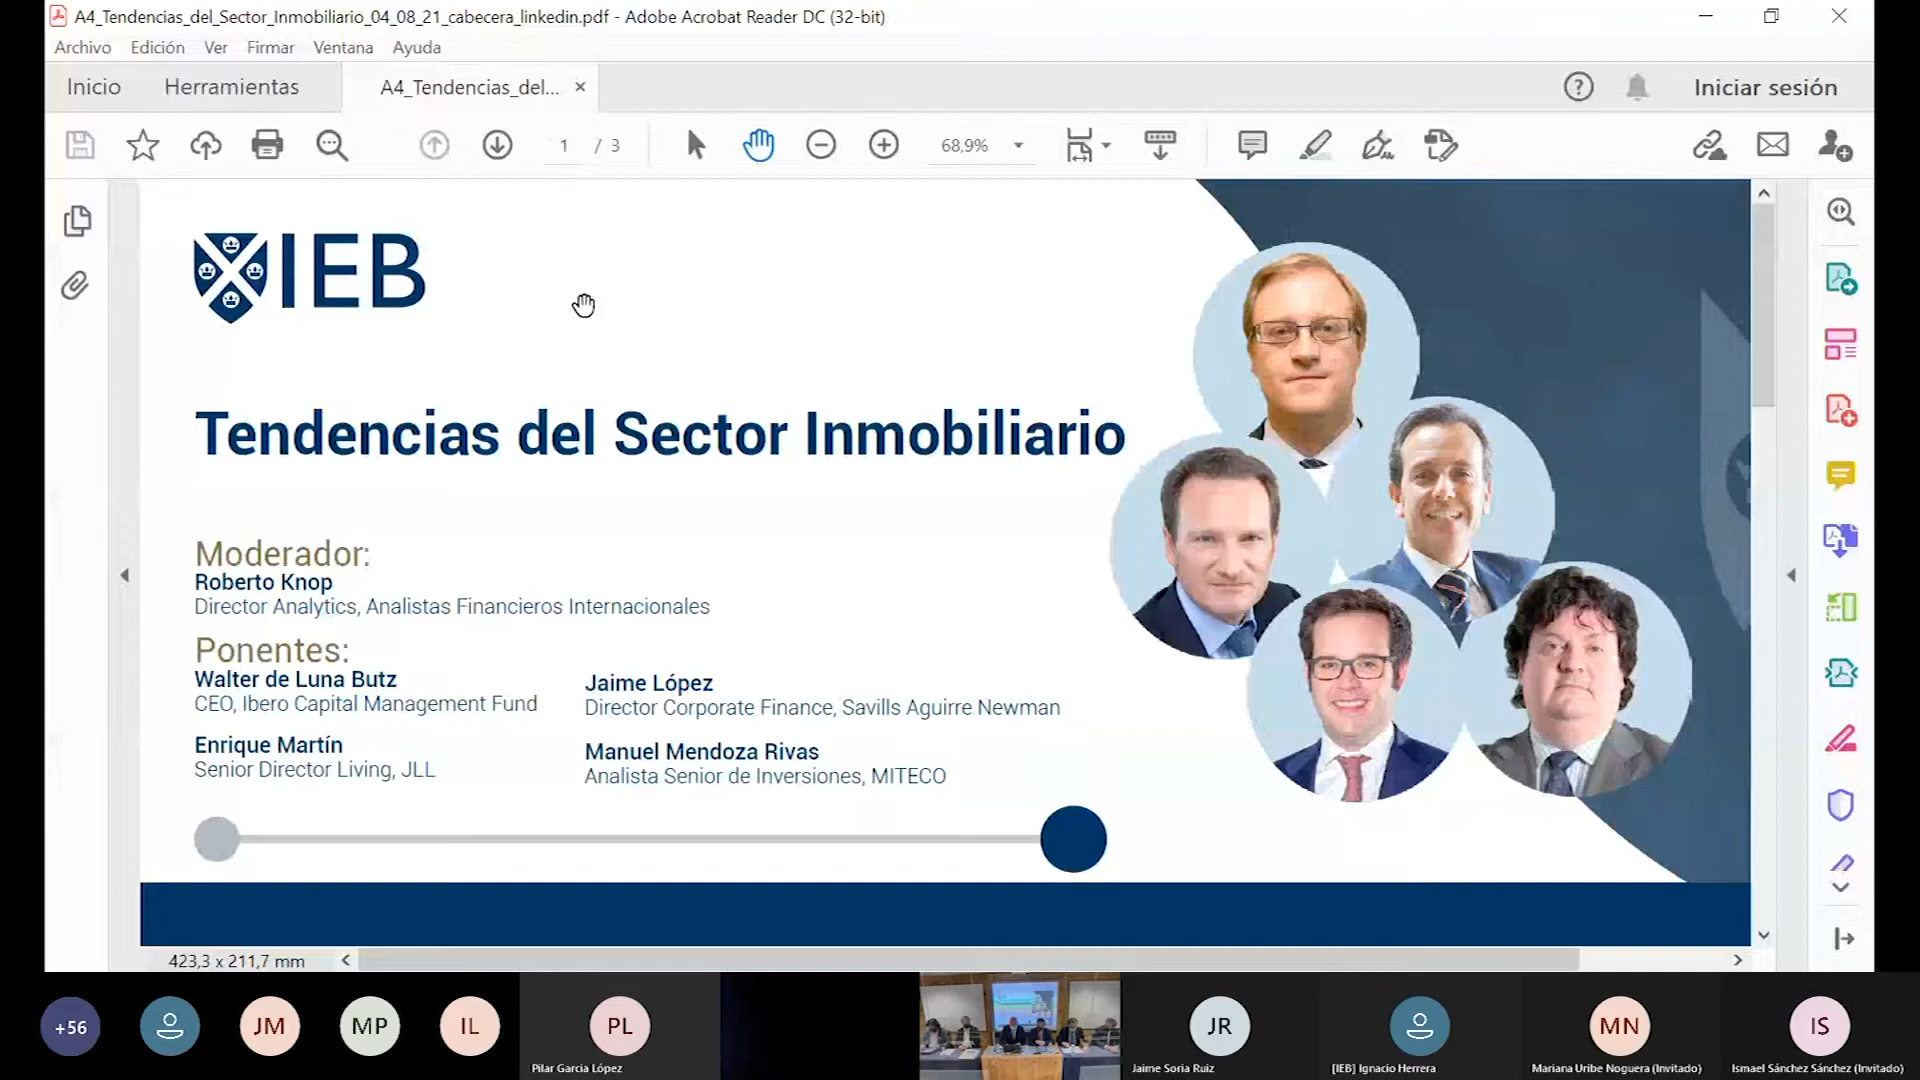 A4_Tendencias_del_Sector_Inmobiliario_04_08_21_cabecera_linkedin.pdf - Adobe Acrobat Reader DC (32-bit)
Archivo Edición Ver Firmar Ventana Ayuda
Inicio Herramientas A4_Tendencias_del... × Iniciar sesión
1 / 3 68,9%
IEB
Tendencias del Sector Inmobiliario
Moderador:
Roberto Knop
Director Analytics, Analistas Financieros Internacionales
Ponentes:
Walter de Luna Butz
CEO, Ibero Capital Management Fund
Jaime López
Director Corporate Finance, Savills Aguirre Newman
Enrique Martín
Senior Director Living, JLL
Manuel Mendoza Rivas
Analista Senior de Inversiones, MITECO
423,3 x 211,7 mm
+56 JM MP IL PL JR MN IS
Pilar Garcia López
Jaime Soria Ruiz
[IEB] Ignacio Herrera
Mariana Uribe Noguera (Invitado)
Ismael Sánchez Sánchez (Invitado)